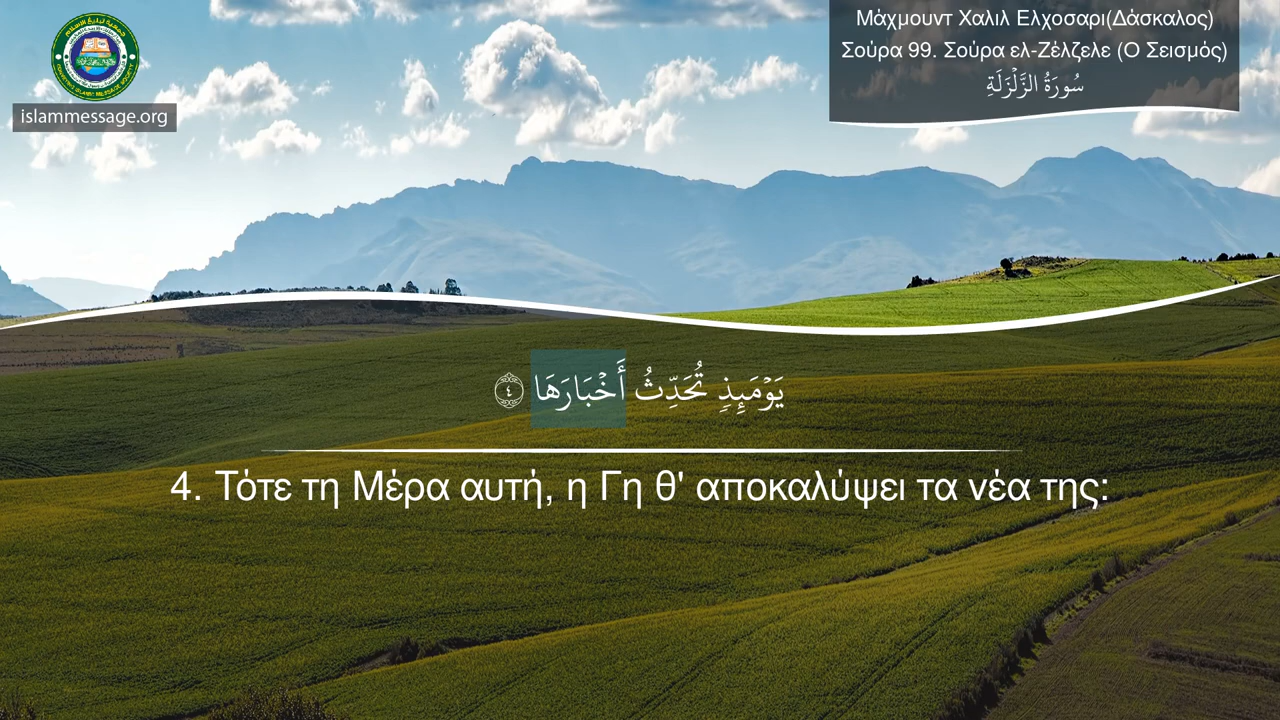 Μάχμουντ Χαλιλ Ελχοσαρι(Δάσκαλος)
Σούρα 99. Σούρα ελ-Ζέλζελε (Ο Σεισμός)
سُورَةُ الزَّلْزَلَةِ
islammessage.org
يَوْمَئِذٍ تُحَدِّثُ أَخْبَارَهَا ٤
4. Τότε τη Μέρα αυτή, η Γη θ' αποκαλύψει τα νέα της: